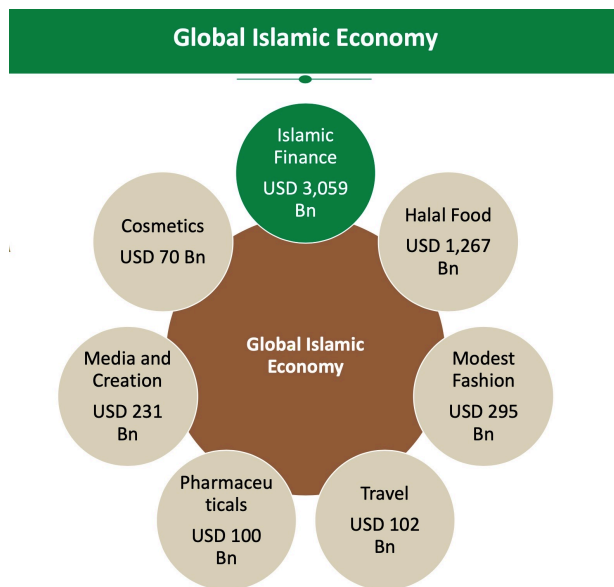 Global Islamic Economy
Islamic
Finance
USD 3,059
Bn
Halal Food
USD 1,267
Bn
Modest
Fashion
USD 295
Bn
Travel
USD 102
Bn
Pharmaceu
ticals
USD 100
Bn
Media and
Creation
USD 231
Bn
Cosmetics
USD 70 Bn
Global Islamic
Economy